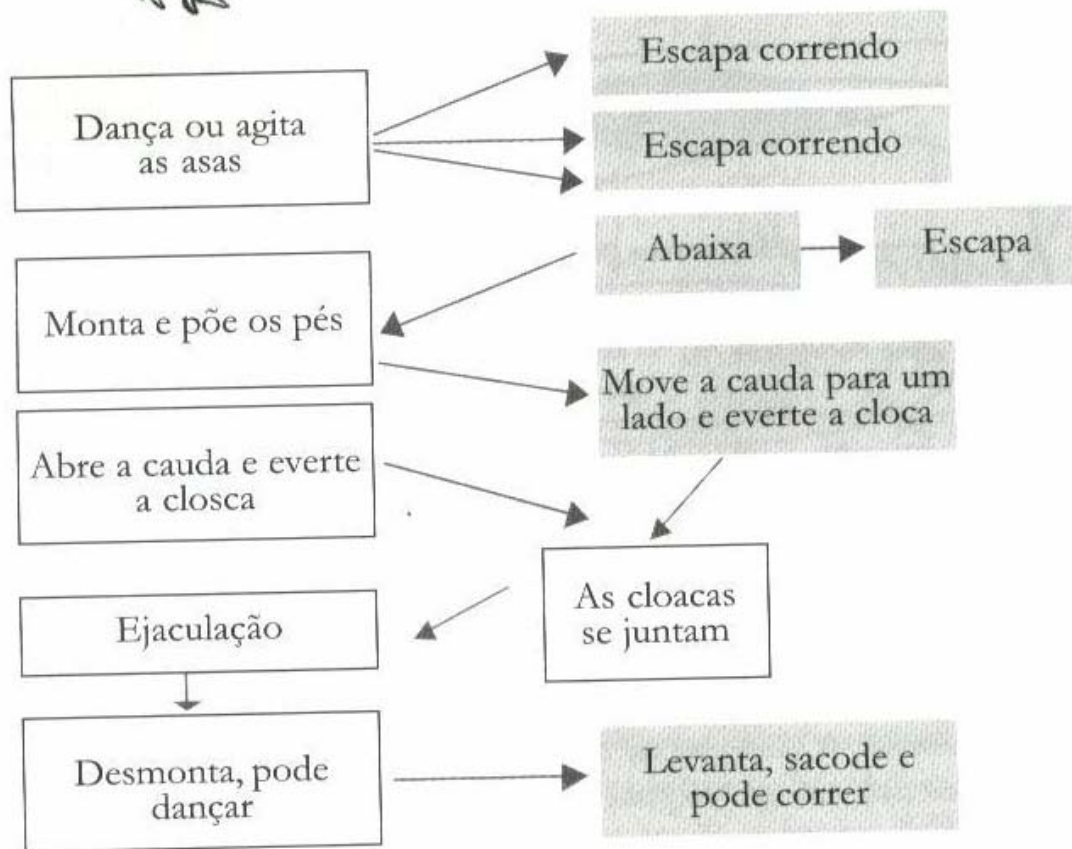 Escapa correndo
Dança ou agita
as asas
Escapa correndo
Abaixa
Escapa
Monta e põe os pés
Move a cauda para um
lado e everte a cloca
Abre a cauda e everte
a closca
As cloacas
se juntam
Ejaculação
Desmonta, pode
dançar
Levanta, sacode e
pode correr